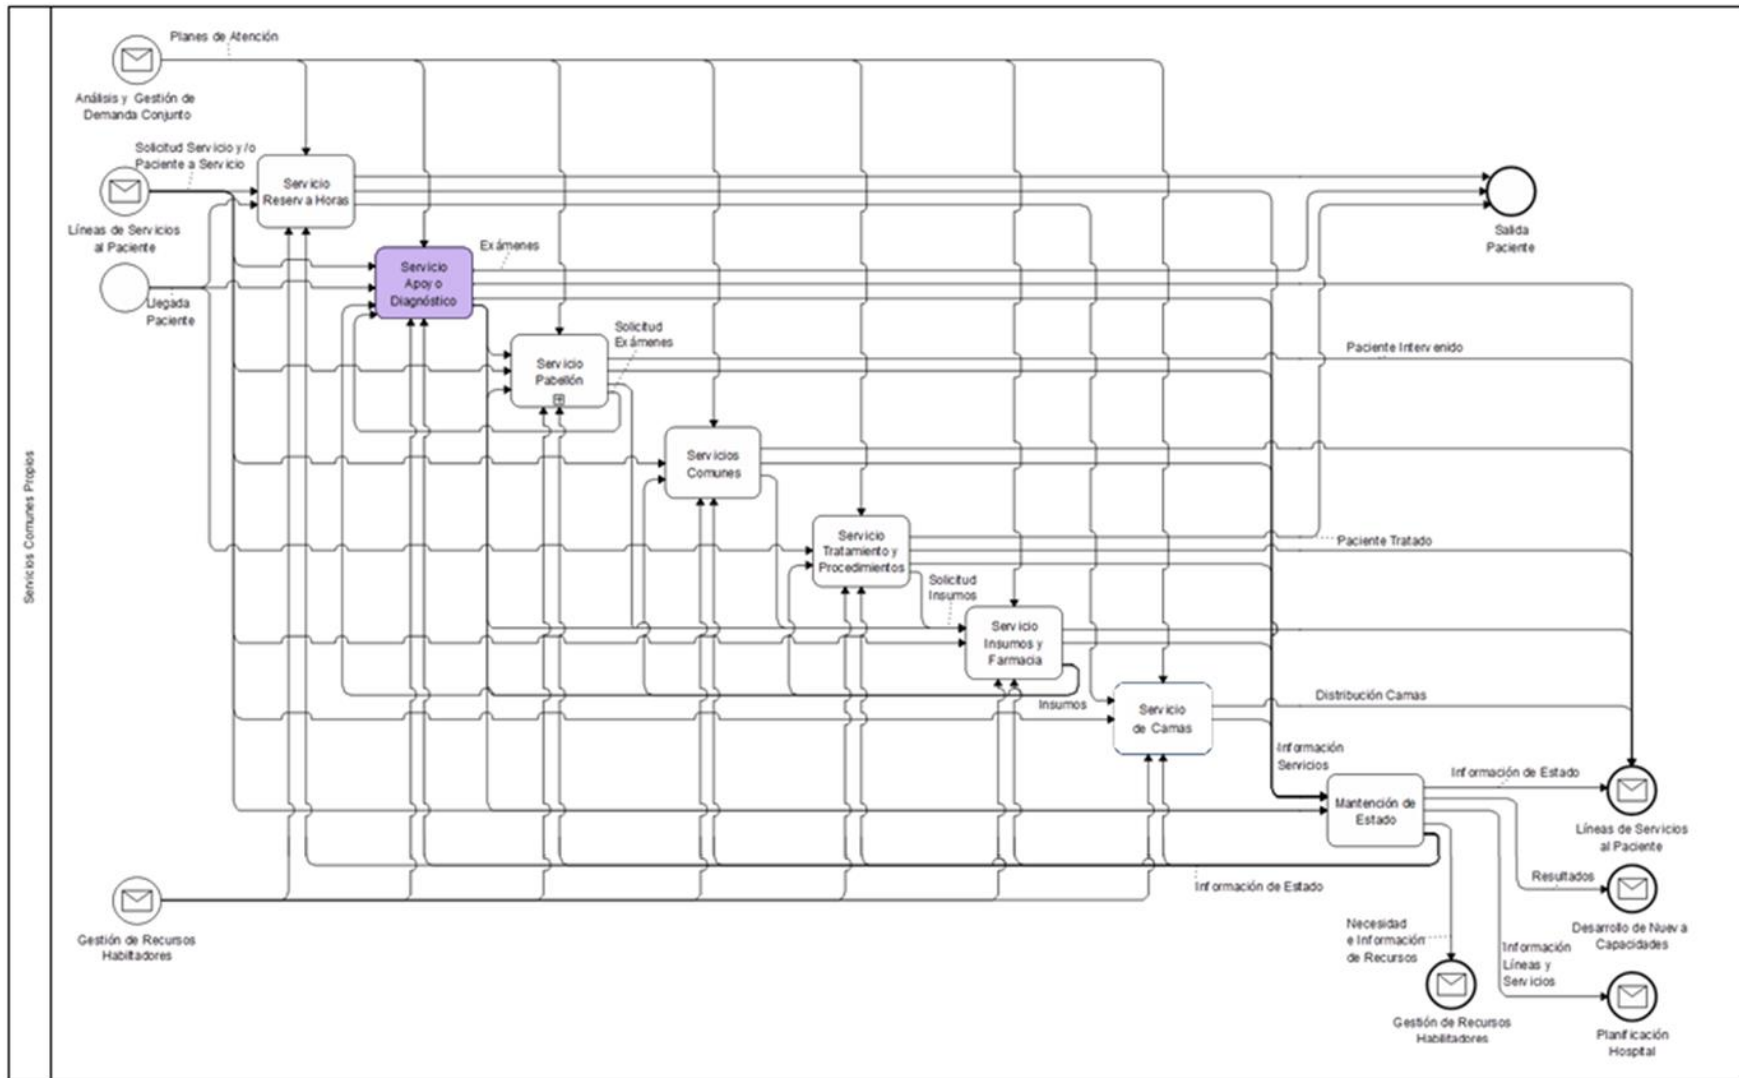 Servicios Comunes Propios
Planes de Atención
Análisis y Gestión de
Demanda Conjunto
Solicitud Servicio y/o
Paciente a Servicio
Líneas de Servicios
al Paciente
Llegada
Paciente
Servicio
Reserva Horas
Salida
Paciente
Servicio
Apoyo
Diagnóstico
Exámenes
Solicitud
Exámenes
Servicio
Pabellón
Paciente Intervenido
Servicios
Comunes
Servicio
Tratamiento y
Procedimientos
Paciente Tratado
Solicitud
Insumos
Servicio
Insumos y
Farmacia
Insumos
Servicio
de Camas
Distribución Camas
Información
Servicios
Mantención de
Estado
Información de Estado
Líneas de Servicios
al Paciente
Resultados
Desarrollo de Nueva
Capacidades
Información de Estado
Gestión de Recursos
Habilitadores
Necesidad
e Información
de Recursos
Información
Líneas y
Servicios
Gestión de Recursos
Habilitadores
Planificación
Hospital